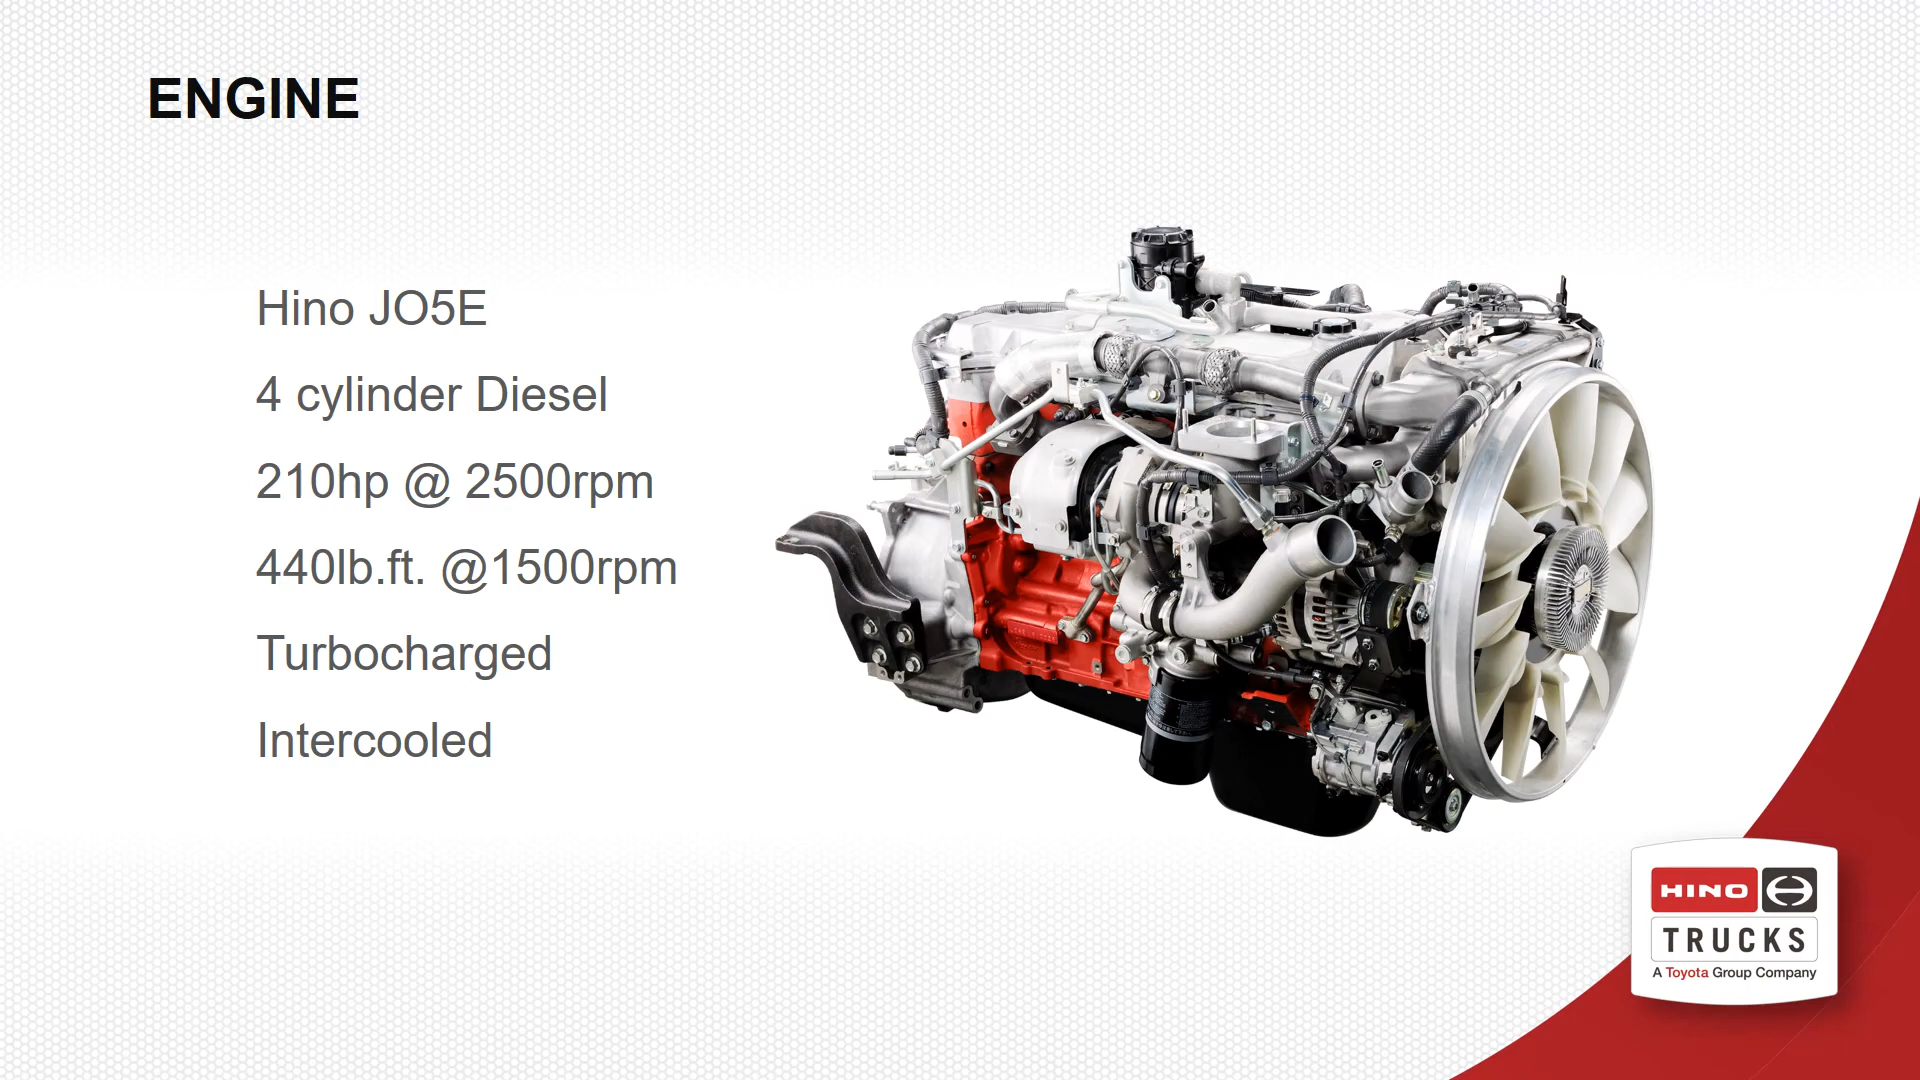 ENGINE
Hino JO5E
4 cylinder Diesel
210hp @ 2500rpm
440lb.ft. @1500rpm
Turbocharged
Intercooled
HINO
TRUCKS
A Toyota Group Company